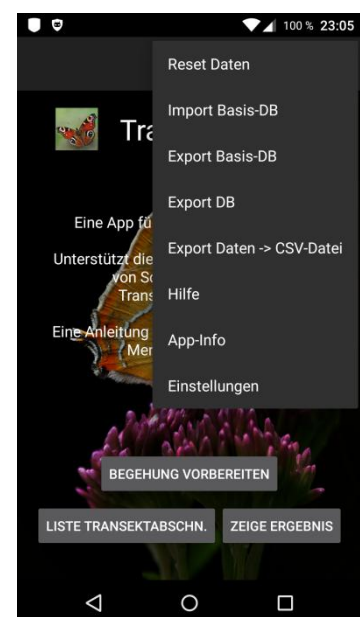 100 % 23:05
Reset Daten
Import Basis-DB
Export Basis-DB
Export DB
Export Daten -> CSV-Datei
Hilfe
App-Info
Einstellungen
Eine App fü
Unterstützt die
von Sc
Trans
Eine Anleitung
Men
BEGEHUNG VORBEREITEN
LISTE TRANSEKTABSCHN. ZEIGE ERGEBNIS